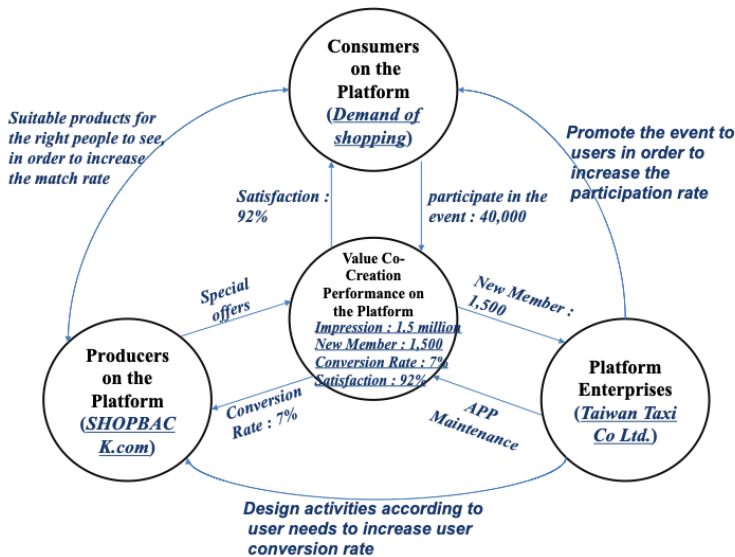 Consumers
on the
Platform
(Demand of
shopping)
Suitable products for
the right people to see,
in order to increase
the match rate
Promote the event to
users in order to
increase the
participation rate
Satisfaction :
92%
participate in the
event : 40,000
Value Co-
Creation
Performance on
the Platform
Impression : 1.5 million
New Member : 1,500
Conversion Rate : 7%
Satisfaction : 92%
Special
offers
New Member :
1,500
Producers
on the
Platform
(SHOPBAC
K.com)
Conversion
Rate : 7%
APP
Maintenance
Platform
Enterprises
(Taiwan Taxi
Co Ltd.)
Design activities according to
user needs to increase user
conversion rate